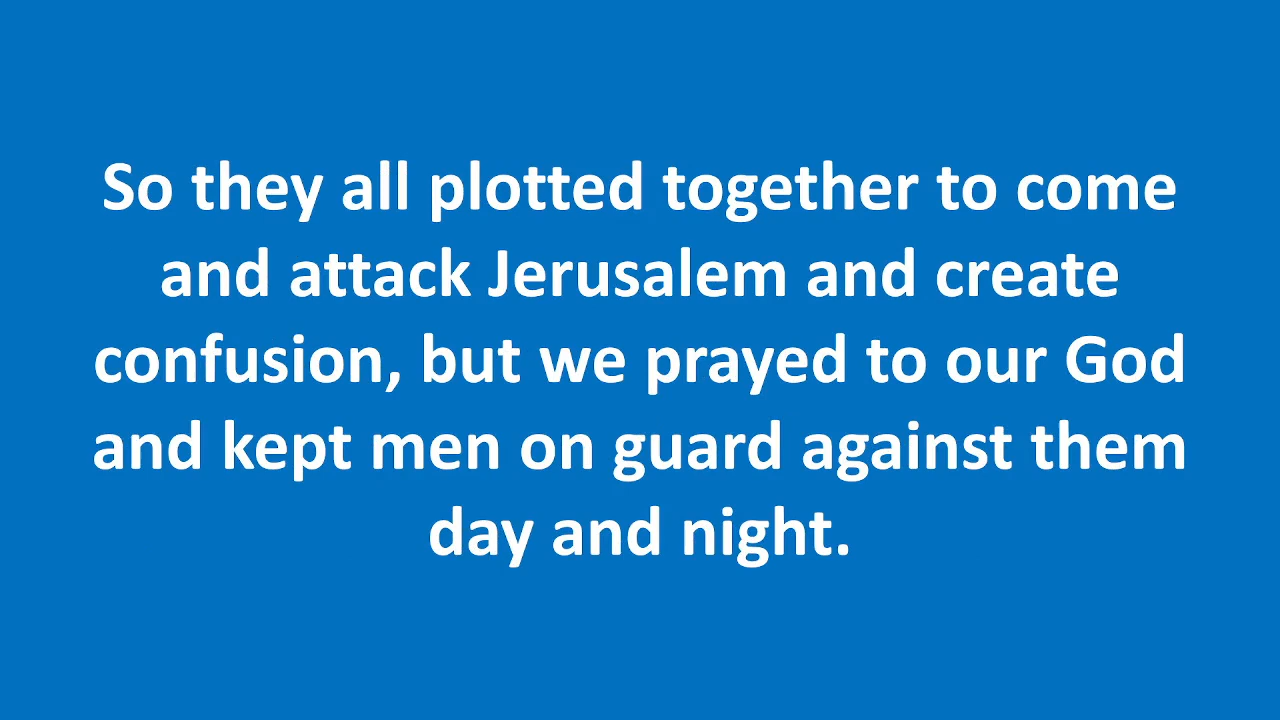 So they all plotted together to come
and attack Jerusalem and create
confusion, but we prayed to our God
and kept men on guard against them
day and night.